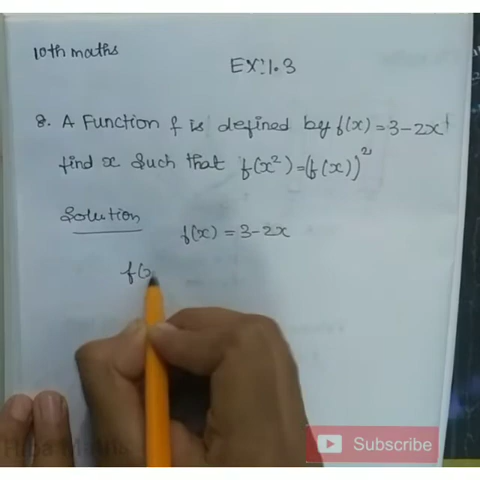 10th maths
EX:1.3
8. A Function f is defined by f(x) = 3-2x
find x Such that f(x²) = (f(x))²
Solution
f(x) = 3-2x
f(x
Subscribe